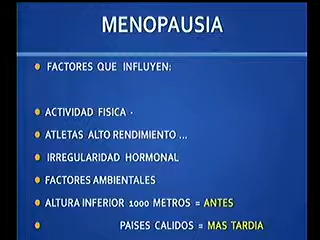 MENOPAUSIA
FACTORES QUE INFLUYEN:
ACTIVIDAD FISICA ·
ATLETAS ALTO RENDIMIENTO ...
IRREGULARIDAD HORMONAL
FACTORES AMBIENTALES
ALTURA INFERIOR 1000 METROS = ANTES
PAISES CALIDOS = MAS TARDIA